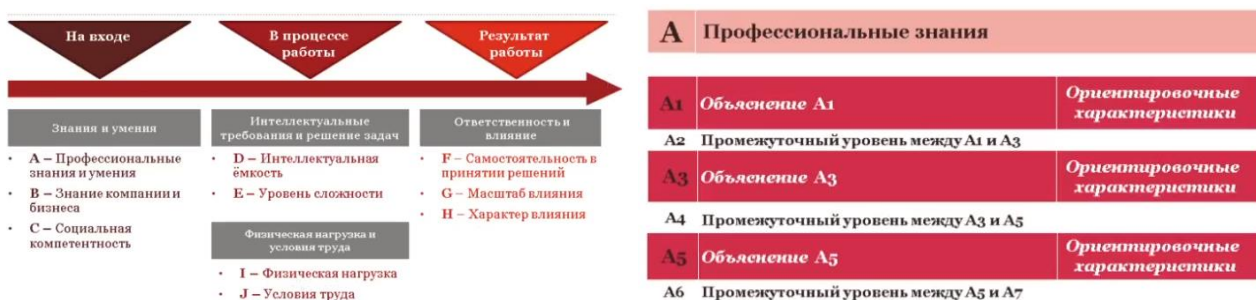 На входе
В процессе
работы
Результат
работы
Знания и умения
• A – Профессиональные
знания и умения
• B – Знание компании и
бизнеса
• C – Социальная
компетентность
Интеллектуальные
требования и решение задач
• D – Интеллектуальная
ёмкость
• E – Уровень сложности
Физическая нагрузка и
условия труда
• I – Физическая нагрузка
• J – Условия труда
Ответственность и
влияние
• F – Самостоятельность в
принятии решений
• G – Масштаб влияния
• H – Характер влияния
A Профессиональные знания
A1 Объяснение A1 Ориентировочные
характеристики
A2 Промежуточный уровень между A1 и A3
A3 Объяснение A3 Ориентировочные
характеристики
A4 Промежуточный уровень между A3 и A5
A5 Объяснение A5 Ориентировочные
характеристики
A6 Промежуточный уровень между A5 и A7